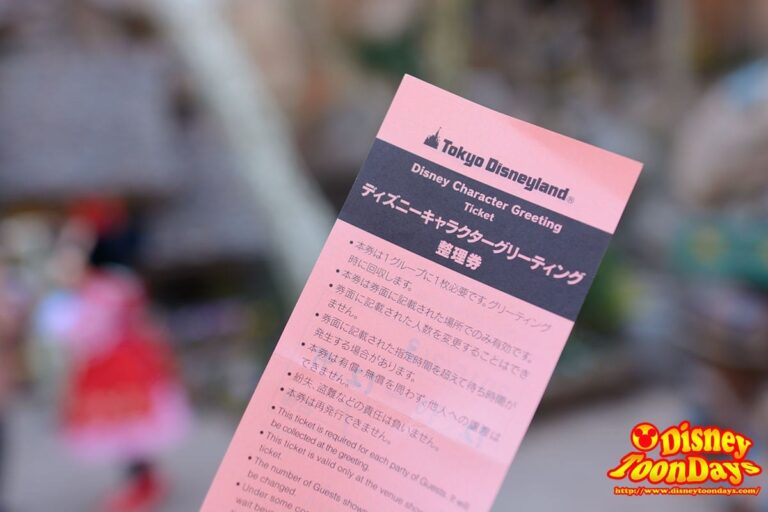 Tokyo Disneyland®
Disney Character Greeting
Ticket
ディズニーキャラクターグリーティング
整理券
• 本券は1グループに1枚必要です。グリーティング
時に回収します。
• 本券は券面に記載された場所でのみ有効です。
• 券面に記載された人数を変更することはでき
ません。
• 券面に記載された指定時間を超えて待ち時間が
発生する場合があります。
• 本券は有償・無償を問わず、他人への譲渡は
できません。
• 紛失、盗難などの責任は負いません。
• 本券は再発行できません。
• This ticket is required for each party of Guests. It will
be collected at the greeting.
• This ticket is valid only at the venue sho
ticket.
• The number of Guests show
be changed.
• Under some con
wait bey
Disney
ToonDays
http://www.disneytoondays.com/